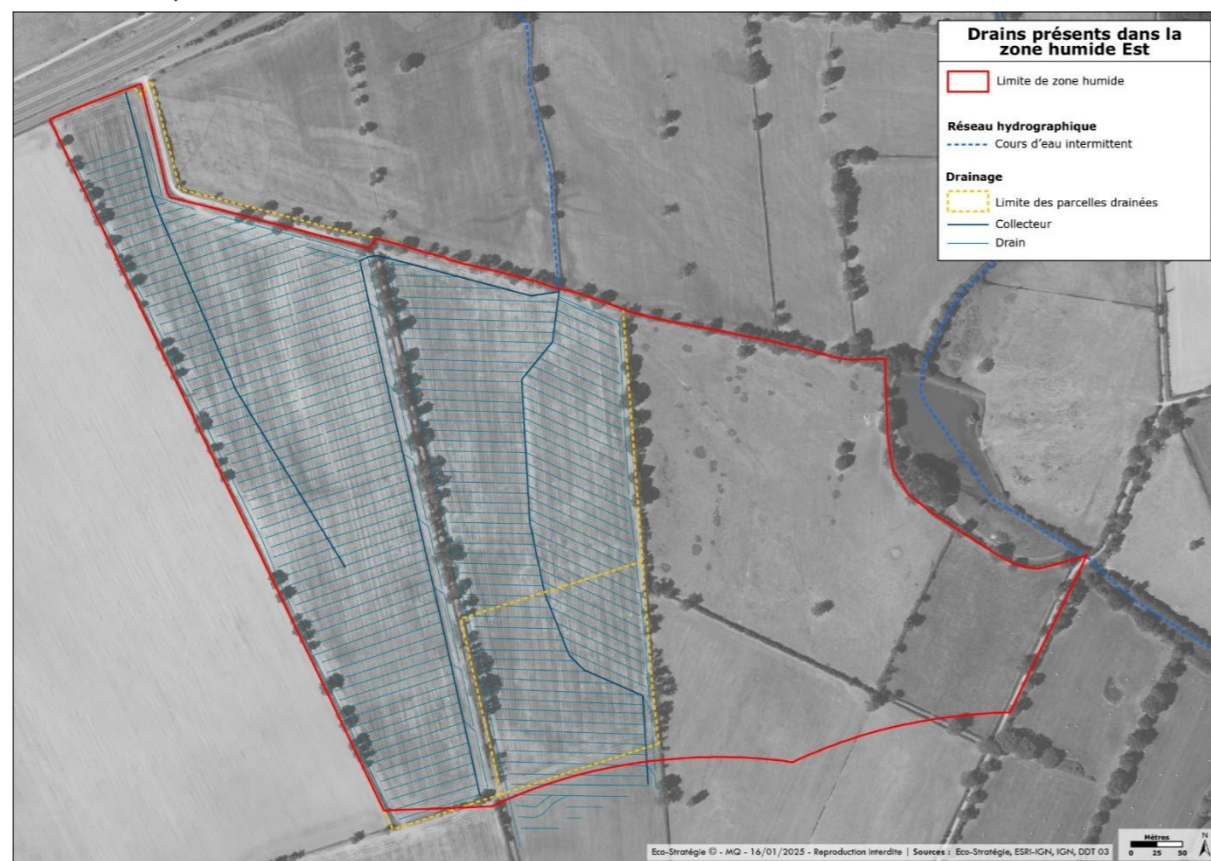 Drains présents dans la
zone humide Est
Limite de zone humide
Réseau hydrographique
Cours d'eau intermittent
Drainage
Limite des parcelles drainées
Collecteur
Drain
Eco-Stratégie © - MQ - 16/01/2025 - Reproduction interdite | Sources : Eco-Stratégie, ESRI-IGN, IGN, DDT 03
Mètres
0 25 50
N